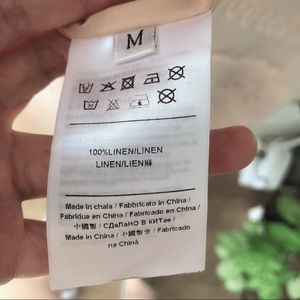 M
100%LINEN/LINEN
LINEN/LIEN麻
Made in chaia / Fabbricato in China /
Fabriqué en China / Fabricado en China
/ 中國製 / СДеЛаНО В КИТае /
Made in China / 中國製 / Fabricado
na China